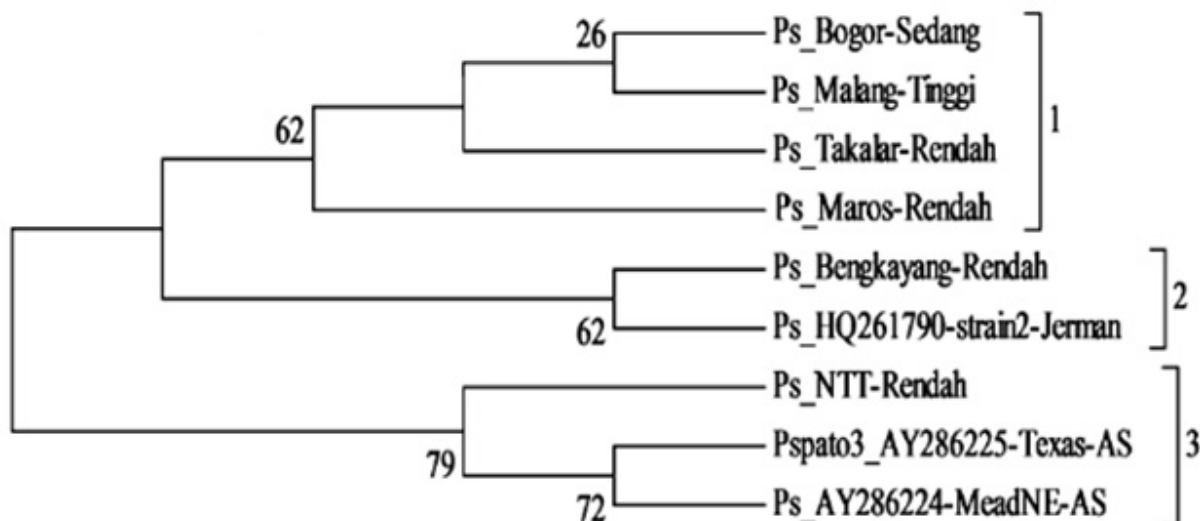 26
Ps_Bogor-Sedang
Ps_Malang-Tinggi
1
62
Ps_Takalar-Rendah
Ps_Maros-Rendah
Ps_Bengkayang-Rendah
2
62
Ps_HQ261790-strain2-Jerman
Ps_NTT-Rendah
Pspato3_AY286225-Texas-AS
3
79
72
Ps_AY286224-MeadNE-AS